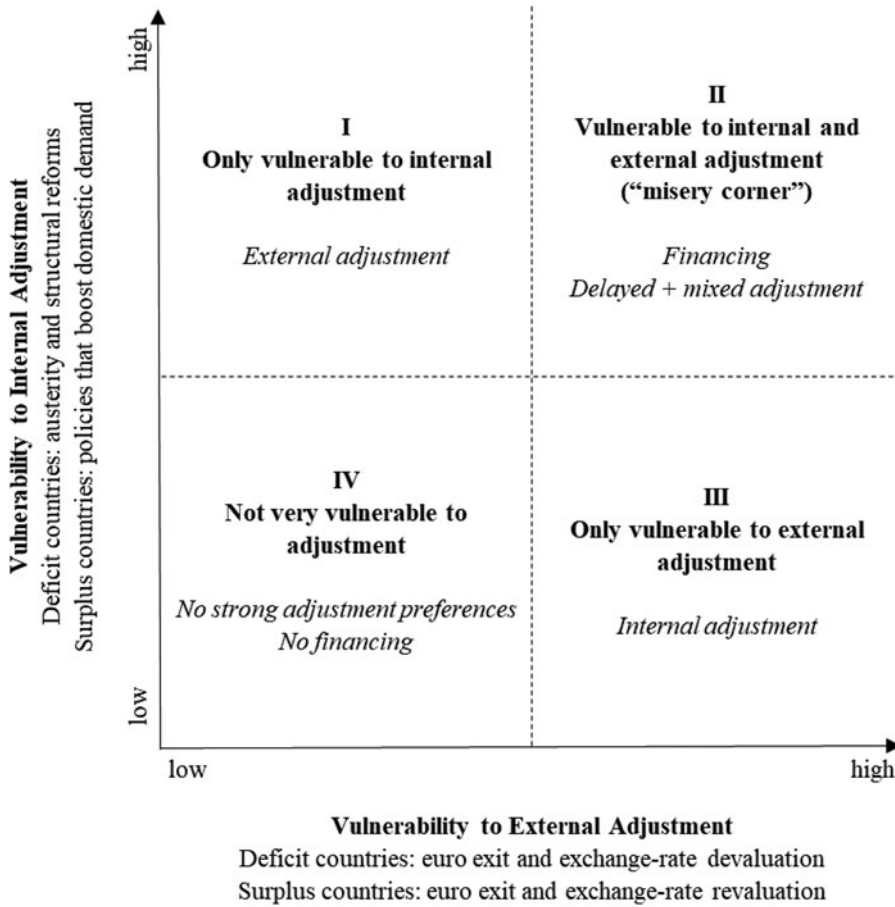 high
Vulnerability to Internal Adjustment
Deficit countries: austerity and structural reforms
Surplus countries: policies that boost domestic demand
low
I
Only vulnerable to internal
adjustment
External adjustment
II
Vulnerable to internal and
external adjustment
(“misery corner”)
Financing
Delayed + mixed adjustment
IV
Not very vulnerable to
adjustment
No strong adjustment preferences
No financing
III
Only vulnerable to external
adjustment
Internal adjustment
low
high
Vulnerability to External Adjustment
Deficit countries: euro exit and exchange-rate devaluation
Surplus countries: euro exit and exchange-rate revaluation